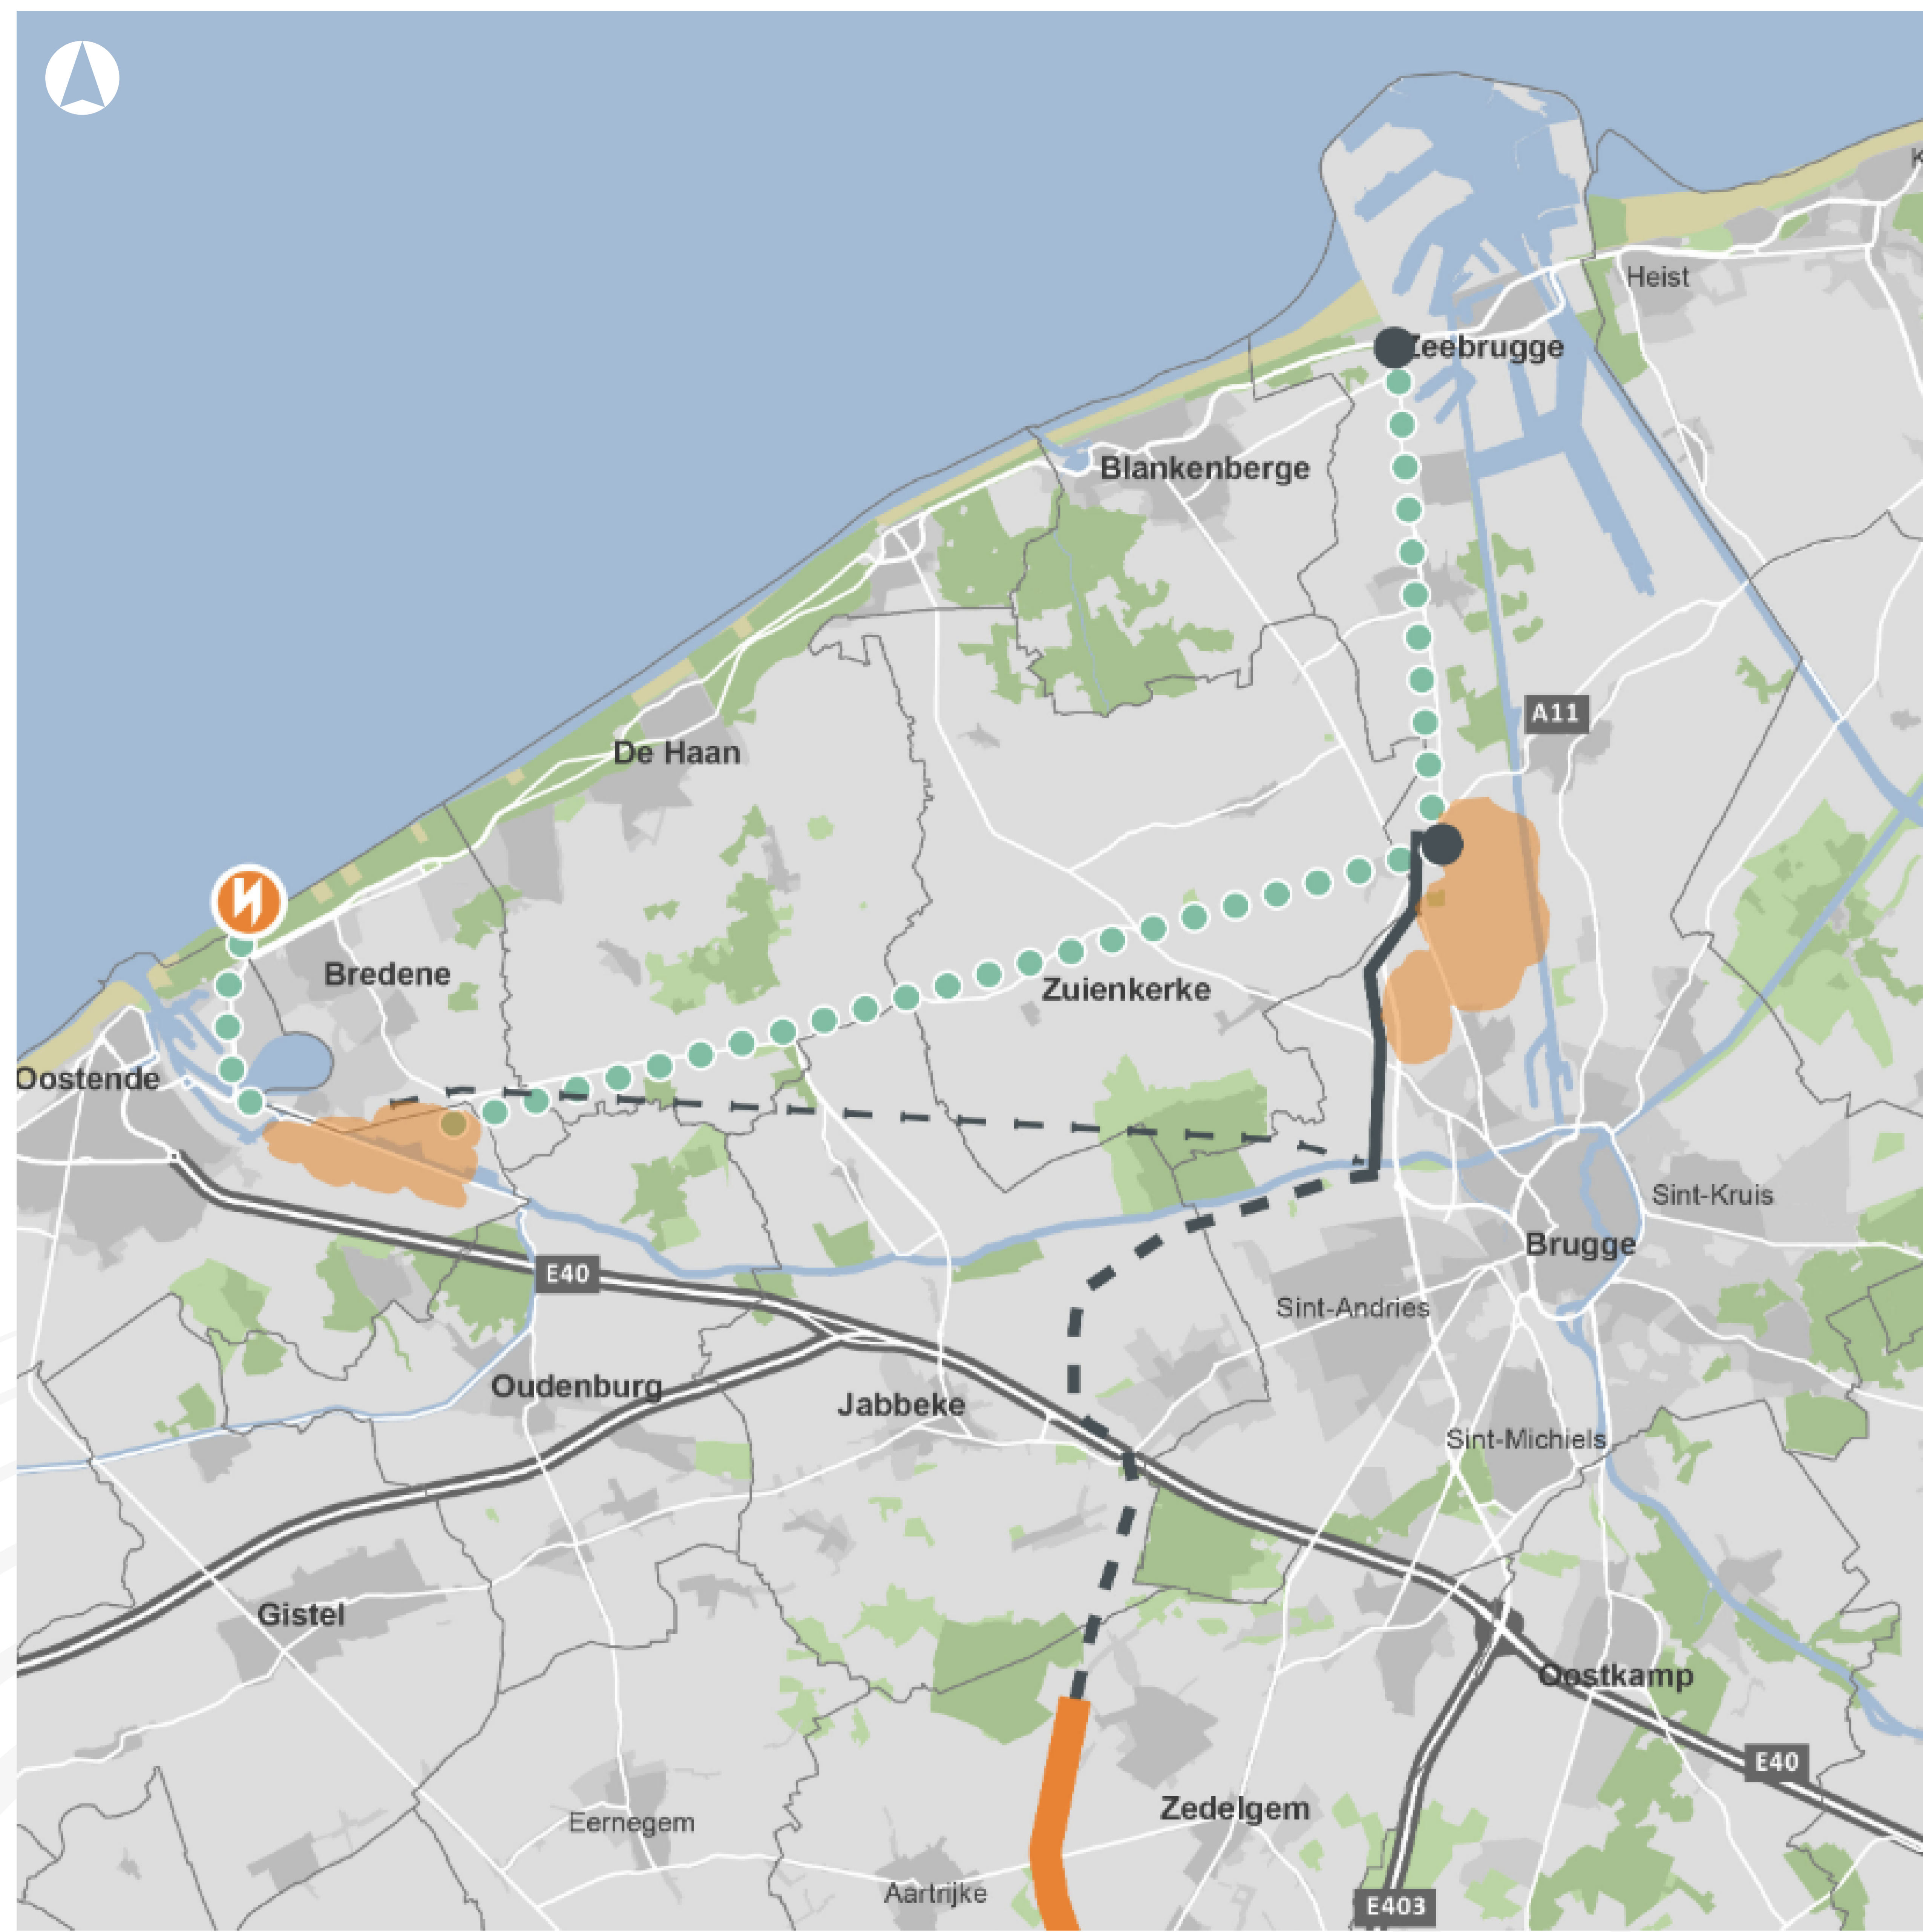 K
Heist
Zeebrugge
Blankenberge
A11
De Haan
Bredene
Zuienkerke
Oostende
Sint-Kruis
Brugge
E40
Sint-Andries
Oudenburg
Jabbeke
Sint-Michiels
Gistel
Oostkamp
E40
Zedelgem
Eernegem
Aartrijke
E403